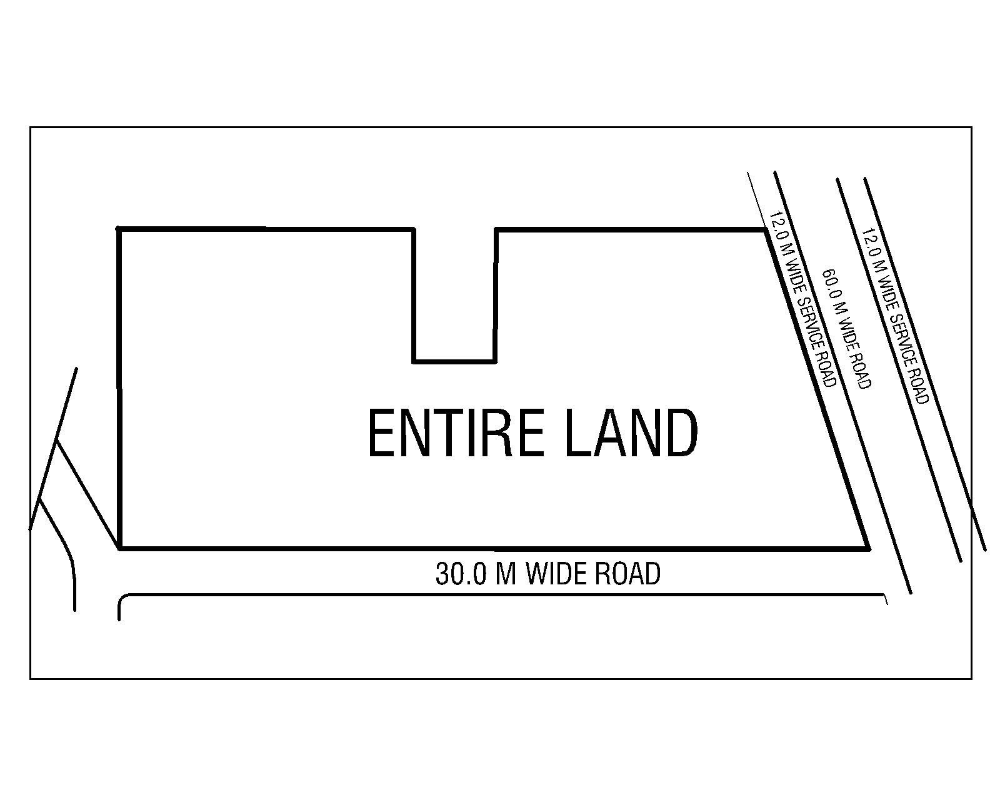 12.0 M WIDE SERVICE ROAD
60.0 M WIDE ROAD
12.0 M WIDE SERVICE ROAD
ENTIRE LAND
30.0 M WIDE ROAD